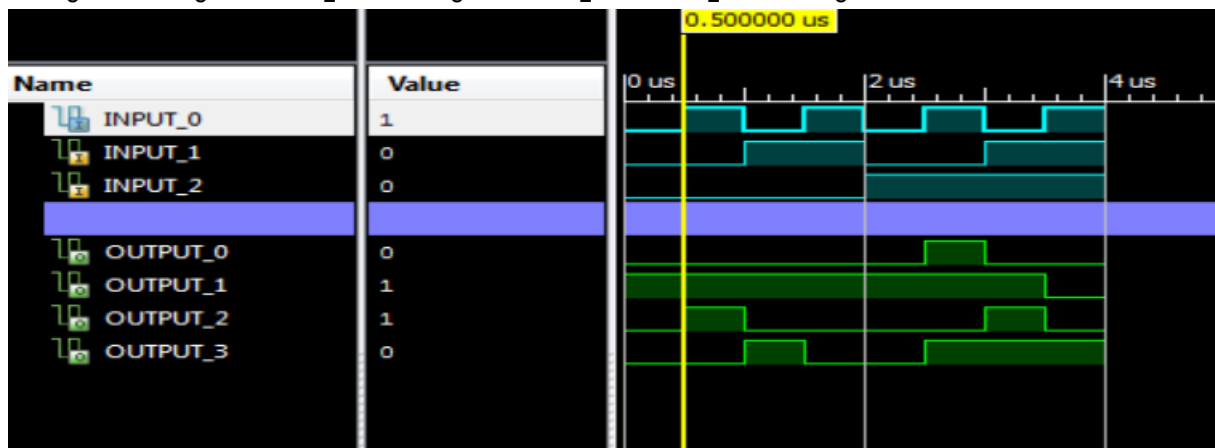 0.500000 us
Name Value 0 us 2 us 4 us
INPUT_0 1
INPUT_1 0
INPUT_2 0
OUTPUT_0 0
OUTPUT_1 1
OUTPUT_2 1
OUTPUT_3 0